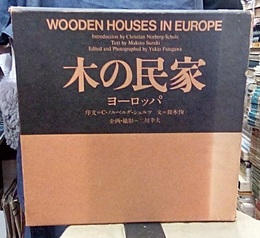 WOODEN HOUSES IN EUROPE
Introduction by Christian Norberg-Schulz
Text by Makoto Suzuki
Edited and Photographed by Yukio Futagawa
木の民家
ヨーロッパ
序文=C・ノルベルグ・シュルツ 文=鈴木恂
企画・撮影=二川幸夫